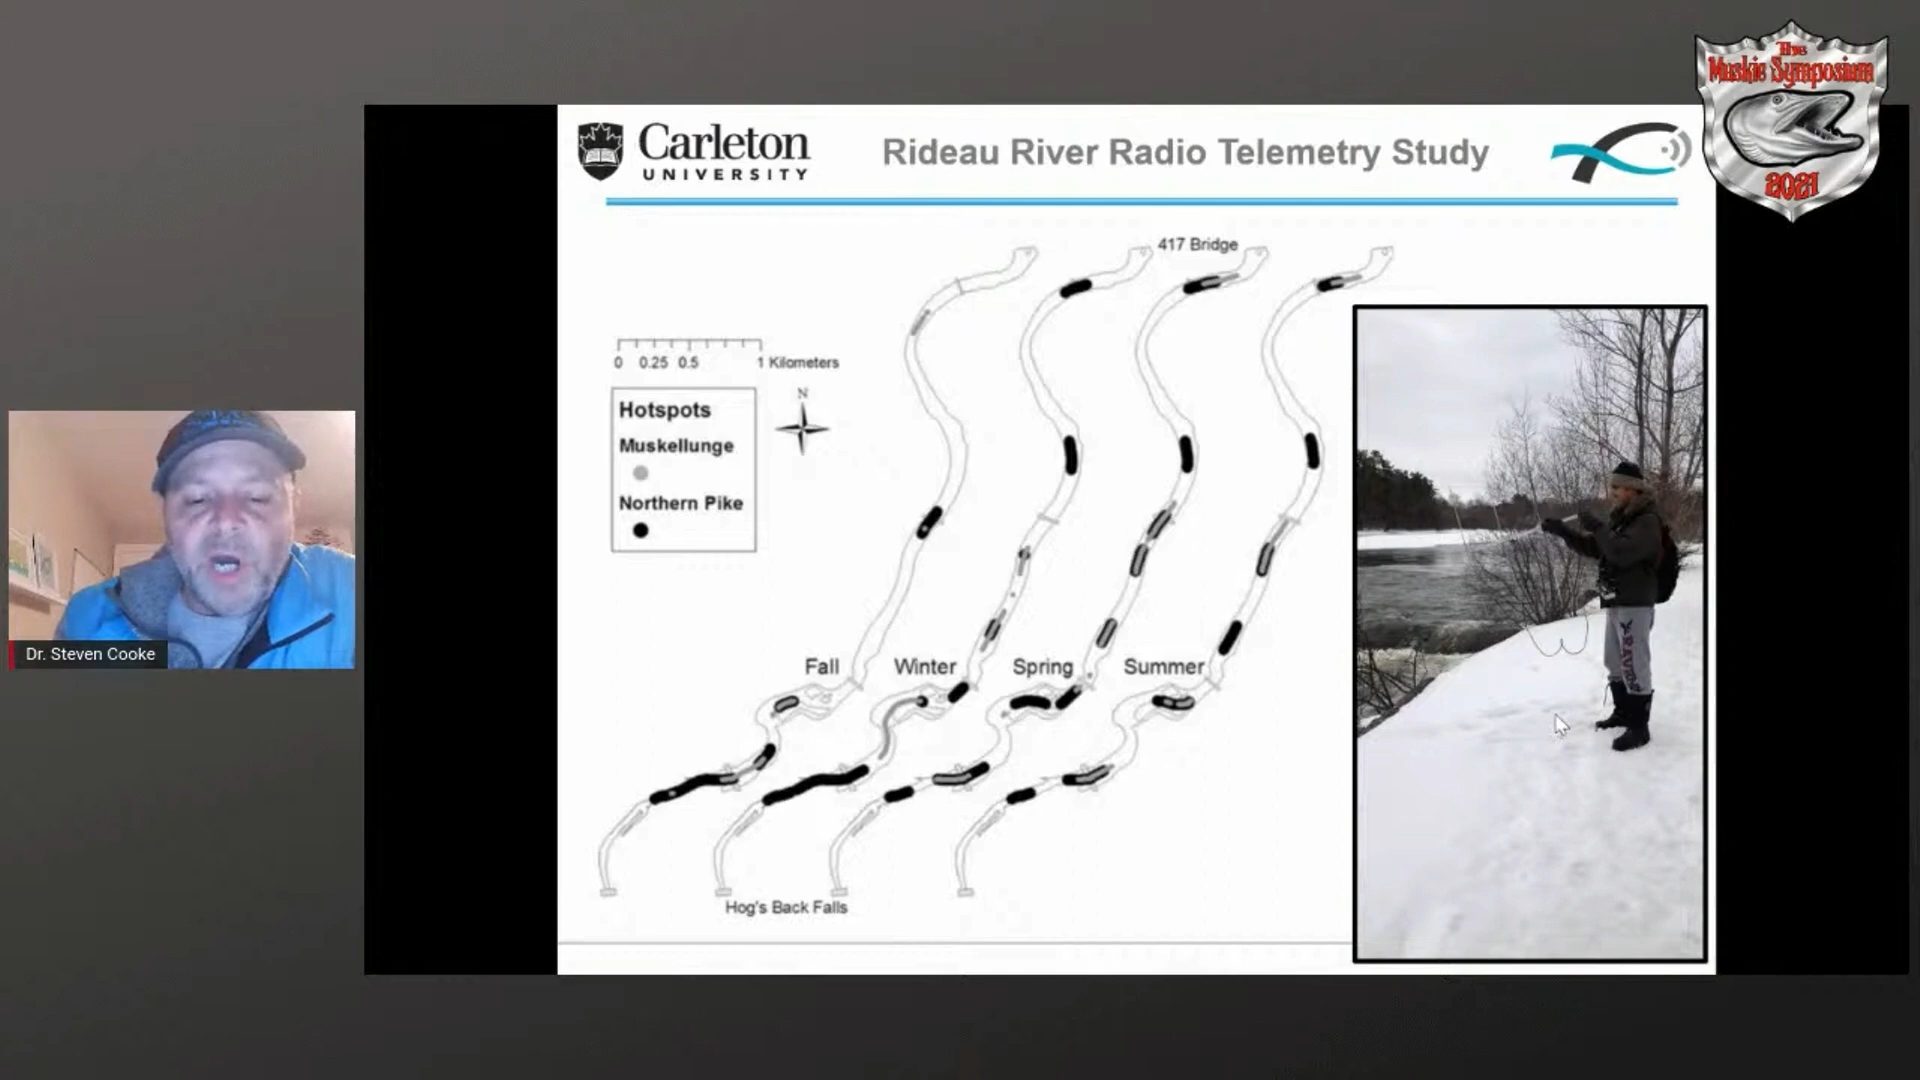 The
Muskie Symposium
2021
Carleton
UNIVERSITY
Rideau River Radio Telemetry Study
417 Bridge
0 0.25 0.5 1 Kilometers
N
Hotspots
Muskellunge
Northern Pike
Fall Winter Spring Summer
Hog's Back Falls
RAVENS
Dr. Steven Cooke